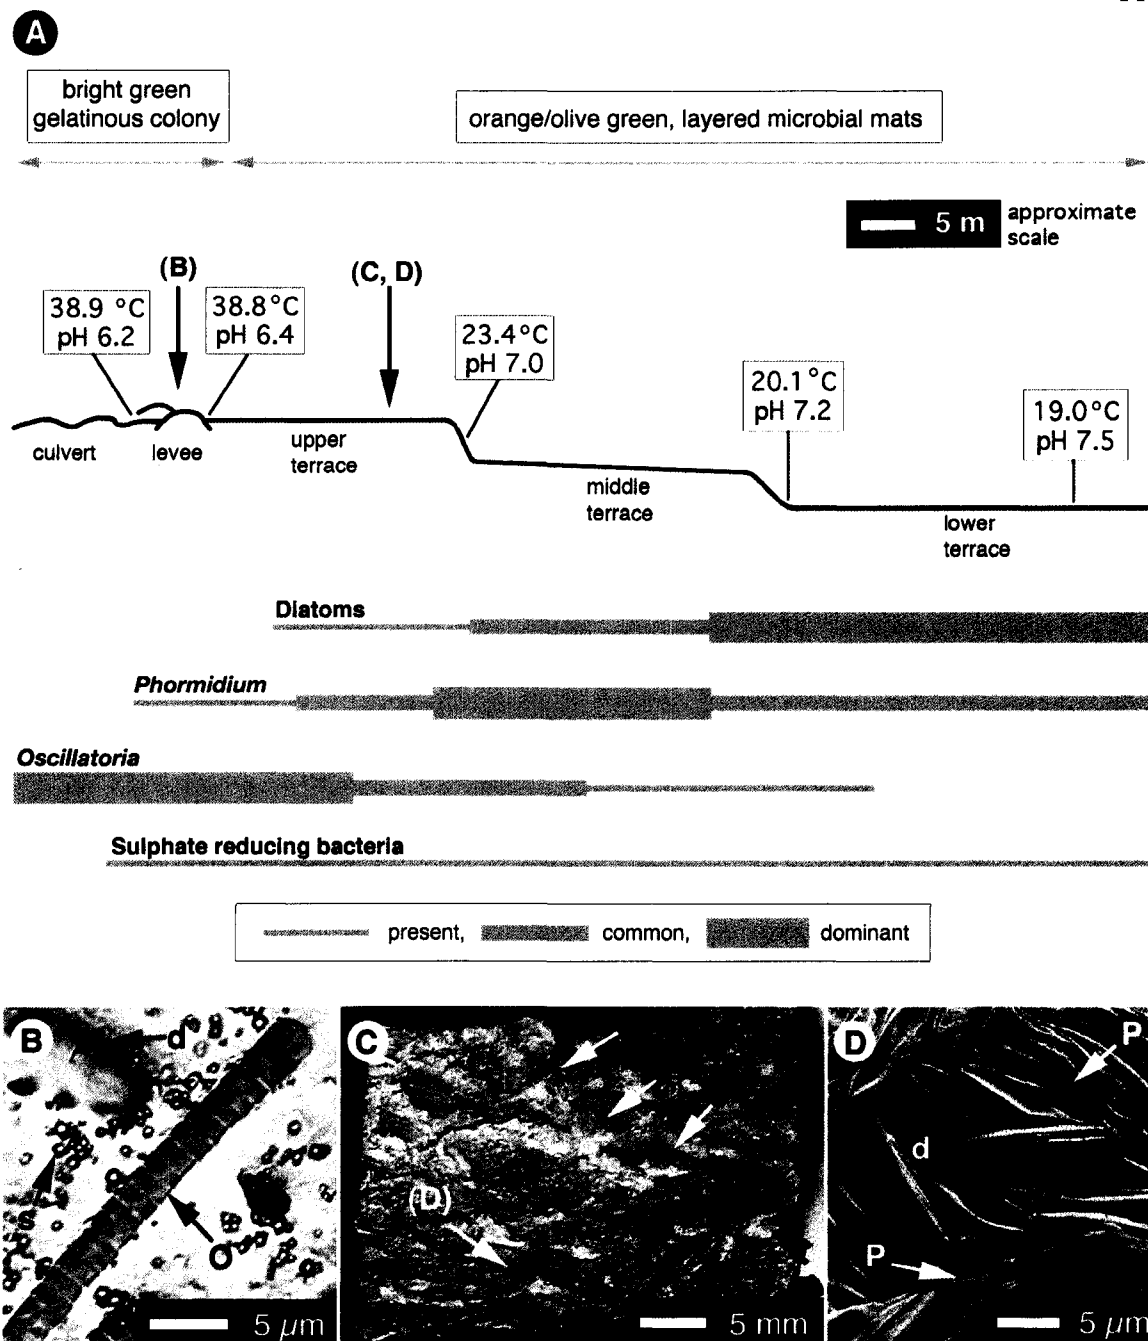 A
bright green
gelatinous colony
orange/olive green, layered microbial mats
5 m
approximate
scale
(B)
(C, D)
38.9 °C
pH 6.2
38.8°C
pH 6.4
23.4°C
pH 7.0
20.1°C
pH 7.2
19.0°C
pH 7.5
culvert
levee
upper
terrace
middle
terrace
lower
terrace
Diatoms
Phormidium
Oscillatoria
Sulphate reducing bacteria
present,
common,
dominant
B
d
s
O
5 µm
C
(D)
5 mm
D
P
d
P
5 µm